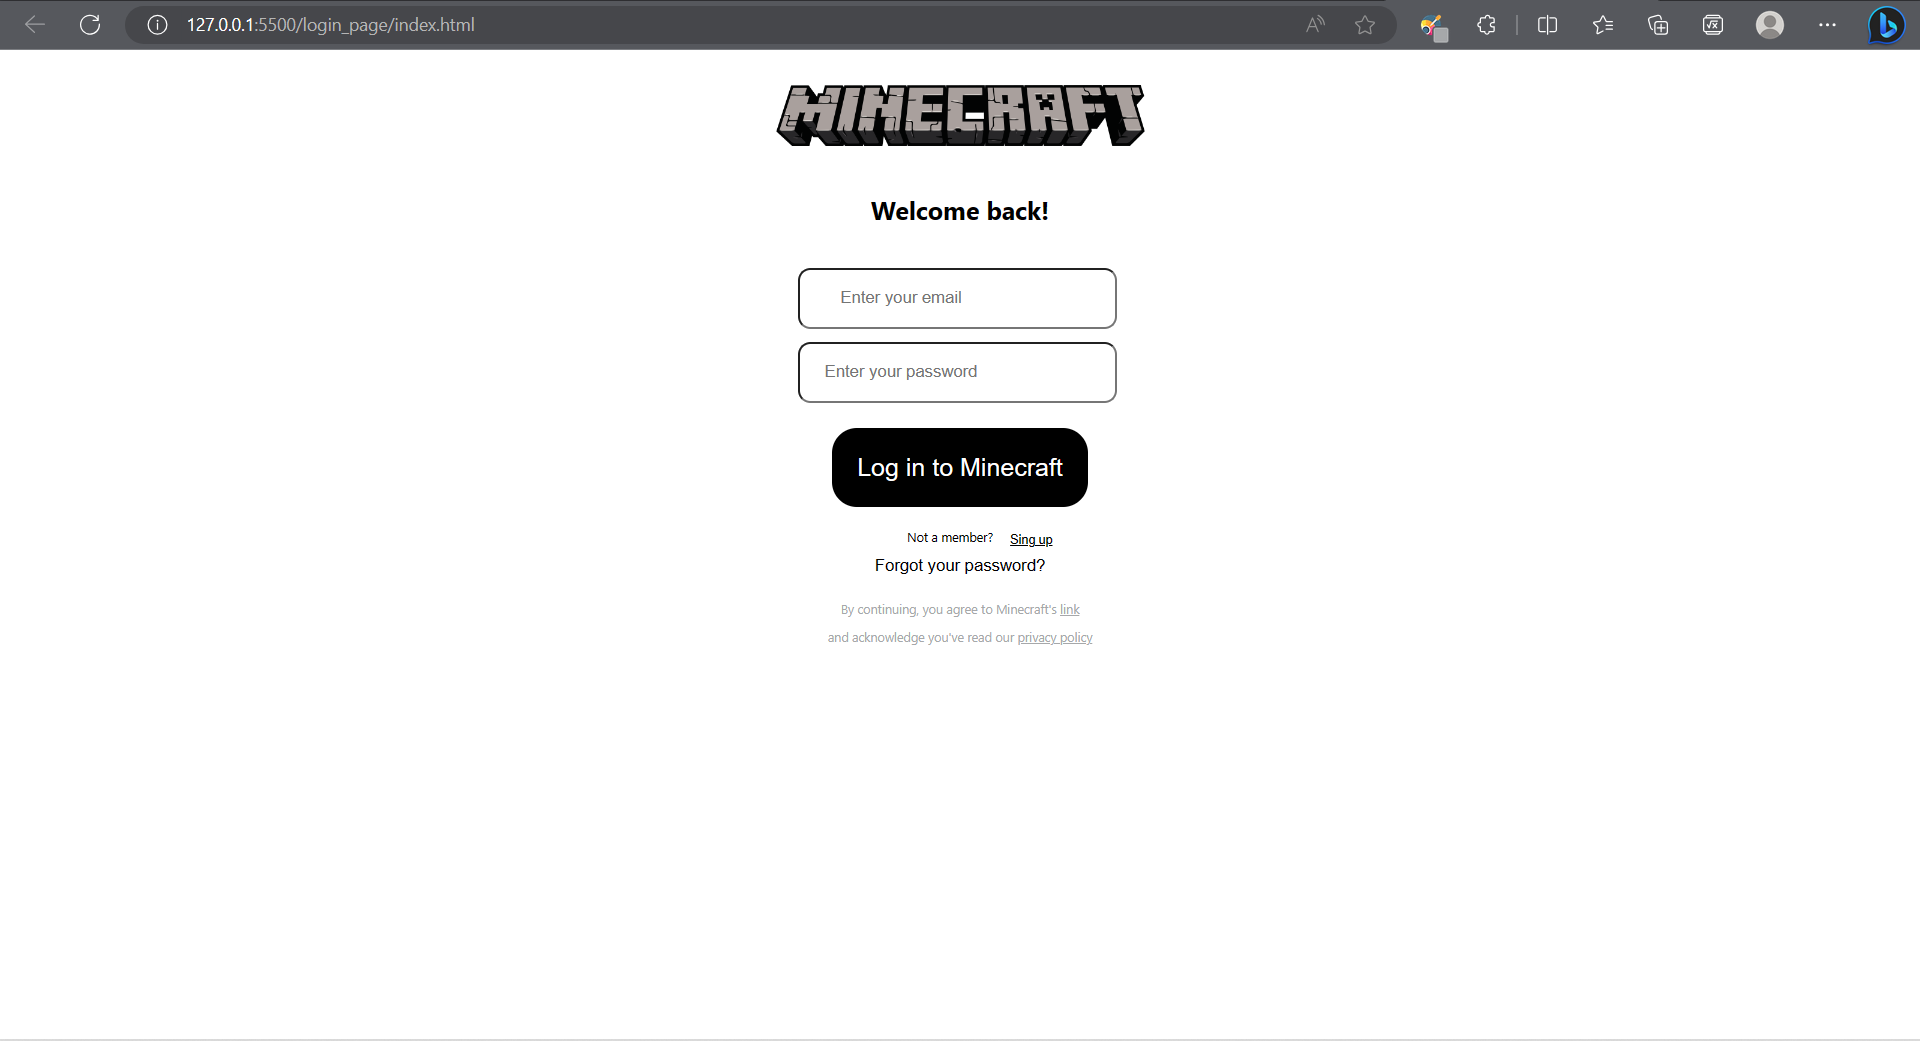 127.0.0.1:5500/login_page/index.html
MINECRAFT
Welcome back!
Enter your email
Enter your password
Log in to Minecraft
Not a member? Sing up
Forgot your password?
By continuing, you agree to Minecraft's link
and acknowledge you've read our privacy policy